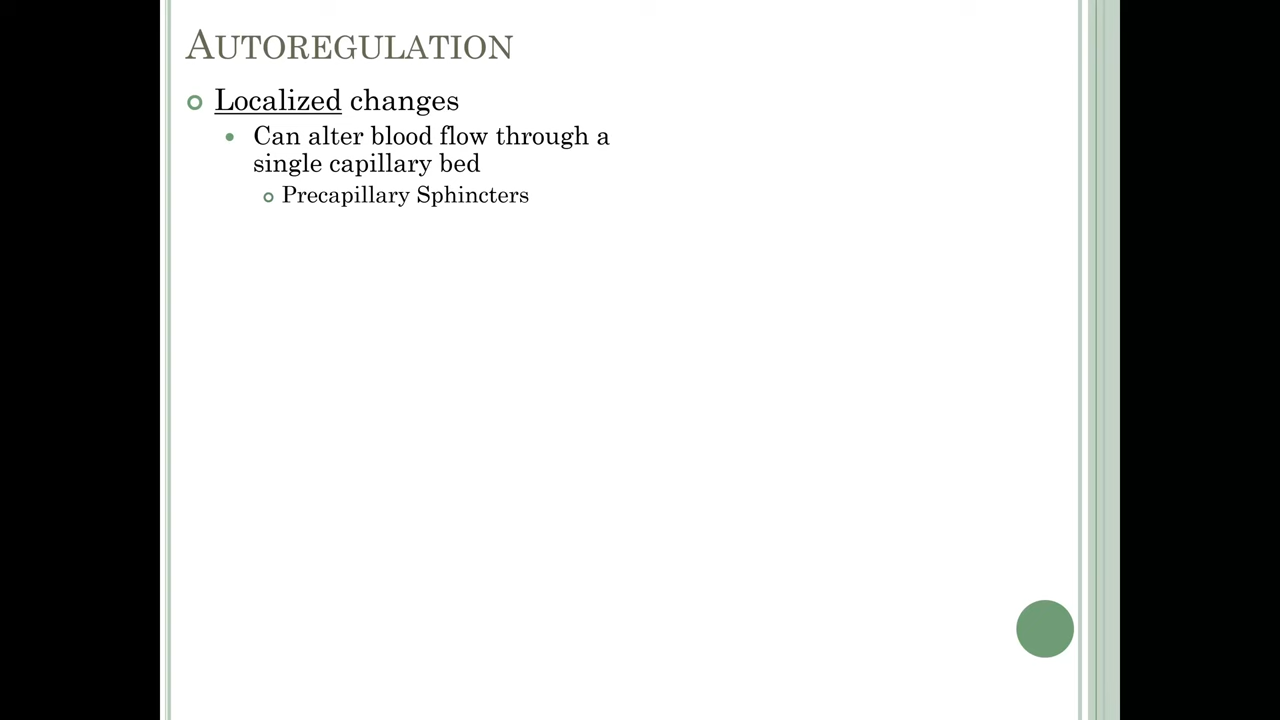 AUTOREGULATION
Localized changes
Can alter blood flow through a
single capillary bed
Precapillary Sphincters